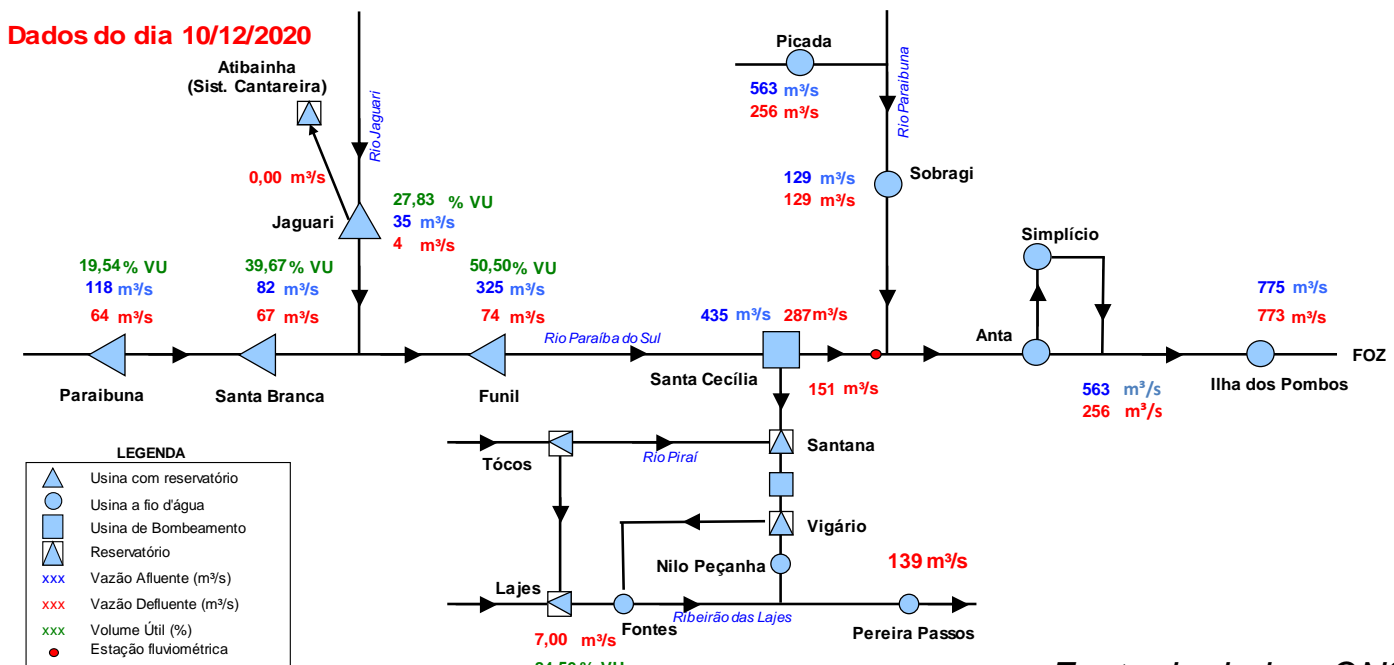 Dados do dia 10/12/2020
Atibainha
(Sist. Cantareira)
Rio Jaguari
0,00 m³/s
Jaguari
27,83 % VU
35 m³/s
4 m³/s
Picada
563 m³/s
256 m³/s
Rio Paraibuna
129 m³/s
129 m³/s
Sobragi
Simplício
19,54 % VU
118 m³/s
64 m³/s
Paraibuna
39,67 % VU
82 m³/s
67 m³/s
Santa Branca
50,50 % VU
325 m³/s
74 m³/s
Funil
Rio Paraíba do Sul
435 m³/s 287 m³/s
Santa Cecília
151 m³/s
Anta
563 m³/s
256 m³/s
775 m³/s
773 m³/s
Ilha dos Pombos
FOZ
Tócos
Rio Piraí
Santana
Vigário
Nilo Peçanha
139 m³/s
Lajes
Fontes
Ribeirão das Lajes
Pereira Passos
7,00 m³/s
% VU
LEGENDA
Usina com reservatório
Usina a fio d'água
Usina de Bombeamento
Reservatório
xxx Vazão Afluente (m³/s)
xxx Vazão Defluente (m³/s)
xxx Volume Útil (%)
Estação fluviométrica